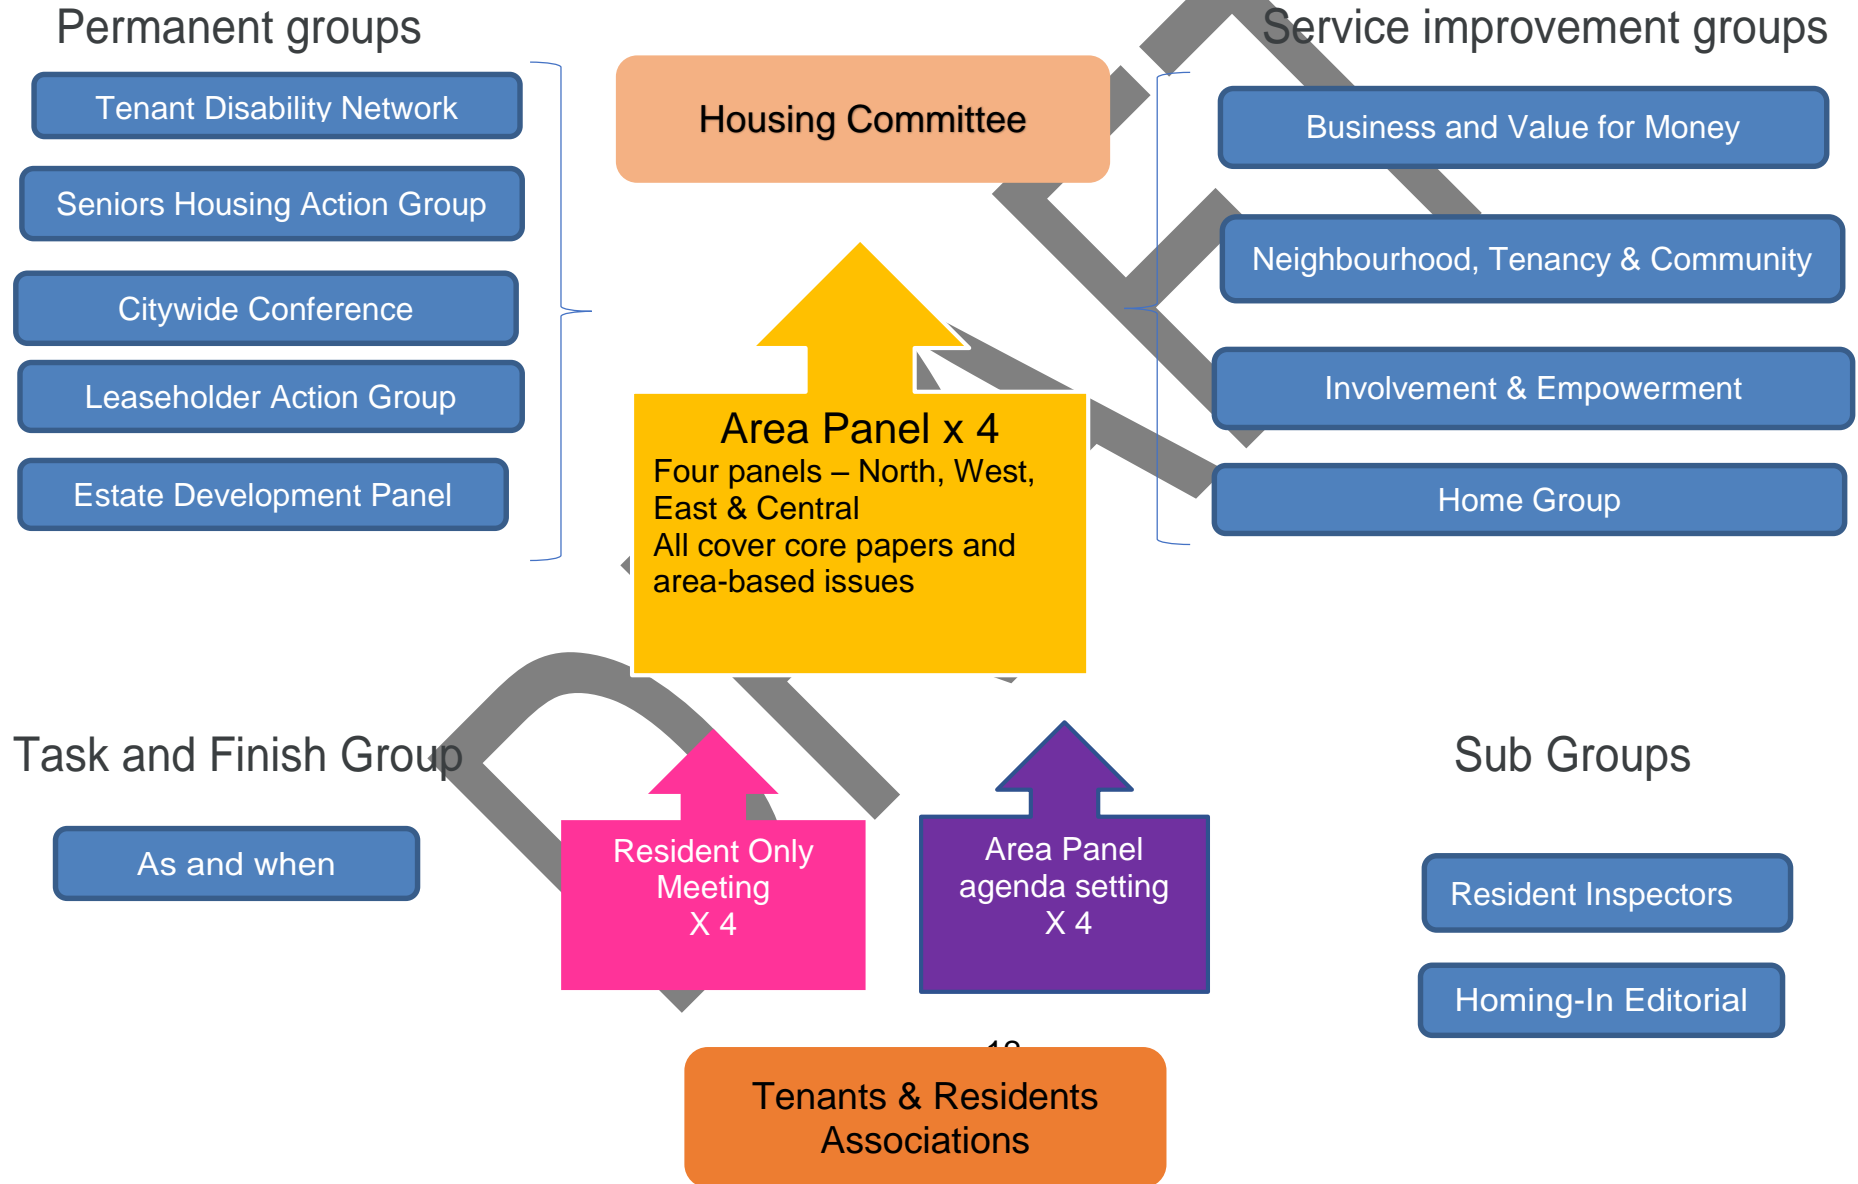 Permanent groups
Tenant Disability Network
Seniors Housing Action Group
Citywide Conference
Leaseholder Action Group
Estate Development Panel
Housing Committee
Service improvement groups
Business and Value for Money
Neighbourhood, Tenancy & Community
Involvement & Empowerment
Home Group
Area Panel x 4
Four panels – North, West,
East & Central
All cover core papers and
area-based issues
Task and Finish Group
As and when
Resident Only
Meeting
X 4
Area Panel
agenda setting
X 4
Sub Groups
Resident Inspectors
Homing-In Editorial
Tenants & Residents
Associations